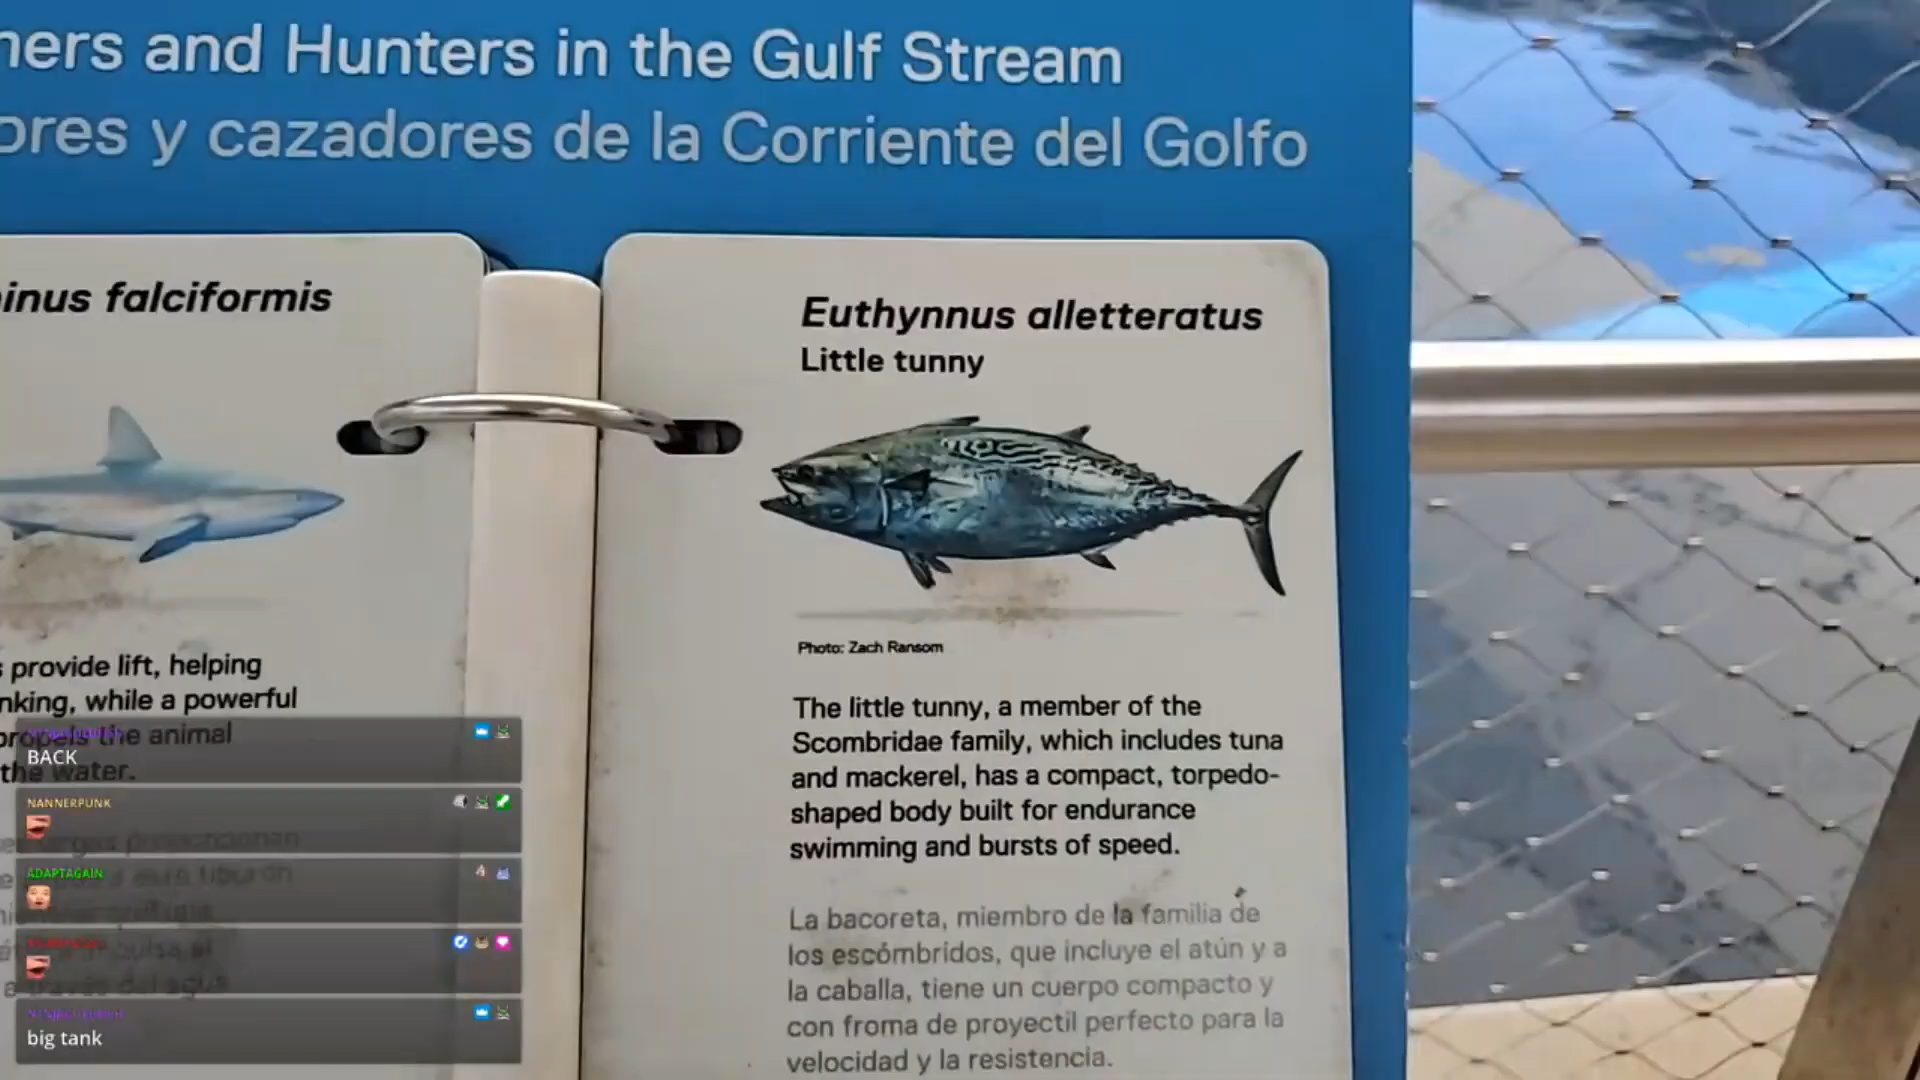 and Hunters in the Gulf Stream
y cazadores de la Corriente del Golfo
falciformis
provide lift, helping
while a powerful
the animal
the water.
Euthynnus alletteratus
Little tunny
Photo: Zach Ransom
The little tunny, a member of the
Scombridae family, which includes tuna
and mackerel, has a compact, torpedo-
shaped body built for endurance
swimming and bursts of speed.
La bacoreta, miembro de la familia de
los escómbridos, que incluye el atún y a
la caballa, tiene un cuerpo compacto y
con froma de proyectil perfecto para la
velocidad y la resistencia.
BACK
NANNERPUNK
ADAPTAGAIN
big tank